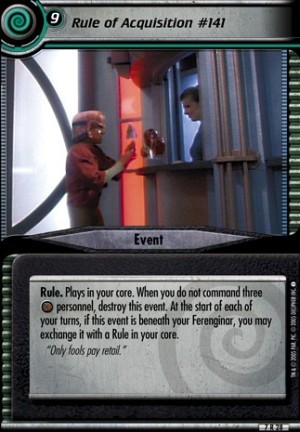 9 Rule of Acquisition #141
Event
Rule. Plays in your core. When you do not command three
personnel, destroy this event. At the start of each of
your turns, if this event is beneath your Ferenginar, you may
exchange it with a Rule in your core.
"Only fools pay retail."
7 R 28